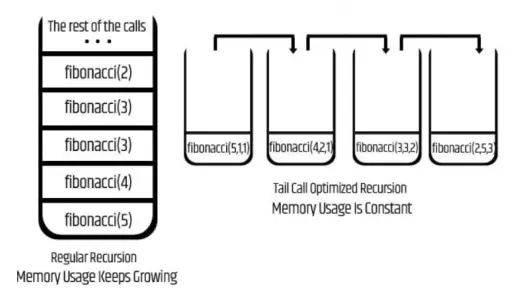 The rest of the calls
• • •
fibonacci(2)
fibonacci(3)
fibonacci(3)
fibonacci(4)
fibonacci(5)
Regular Recursion
Memory Usage Keeps Growing
fibonacci(5,1,1)
fibonacci(4,2,1)
fibonacci(3,3,2)
fibonacci(2,5,3)
Tail Call Optimized Recursion
Memory Usage Is Constant